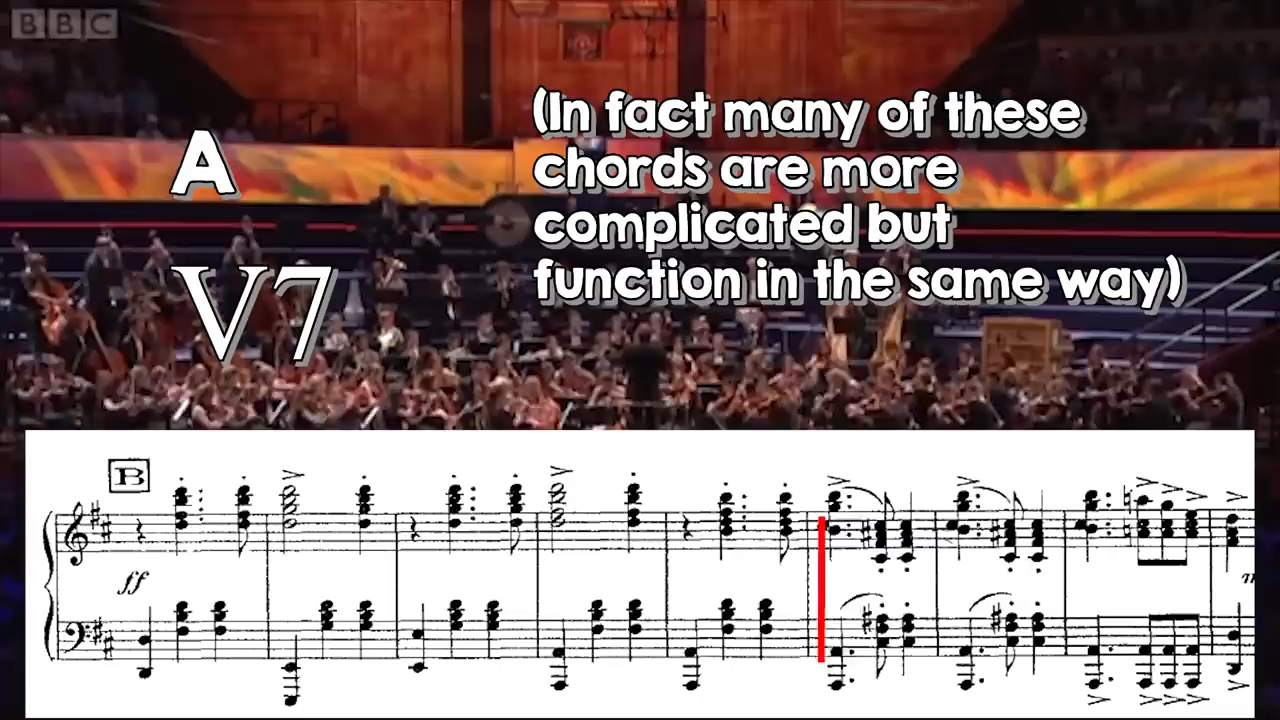 BBC
(In fact many of these
chords are more
complicated but
function in the same way)
A
V7
B
ff